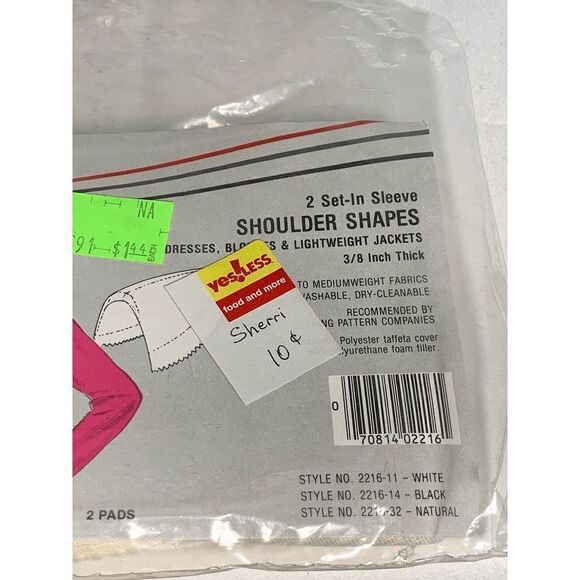 2 Set-In Sleeve
SHOULDER SHAPES
DRESSES, & LIGHTWEIGHT JACKETS
3/8 Inch Thick
TO MEDIUMWEIGHT FABRICS
WASHABLE, DRY-CLEANABLE
RECOMMENDED BY
PATTERN COMPANIES
Polyester taffeta cover
foam filler.
NA
91 $1.44
yes!LESS
food and more
Sherri
10¢
0
70814 02216
STYLE NO. 2216-11 – WHITE
STYLE NO. 2216-14 – BLACK
STYLE NO. 2216-32 – NATURAL
2 PADS